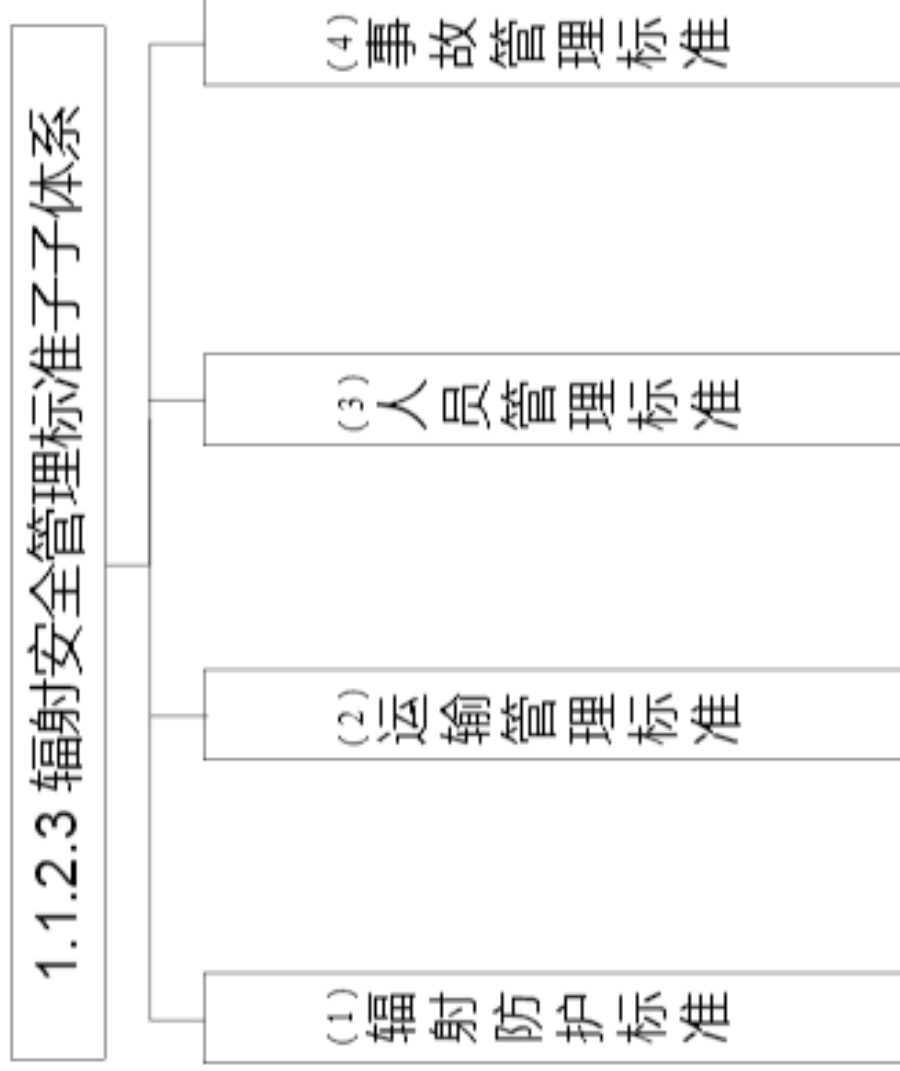 1.1.2.3 辐射安全管理标准子子体系
(1)辐射防护标准
(2)运输管理标准
(3)人员管理标准
(4)事故管理标准